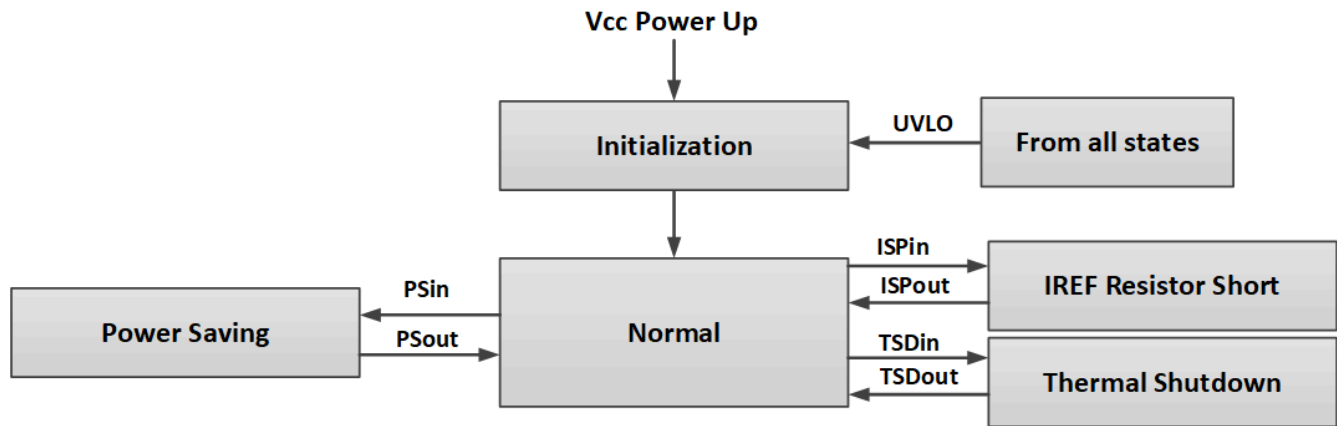 Vcc Power Up
Initialization
UVLO
From all states
Power Saving
PSin
PSout
Normal
ISPin
ISPout
IREF Resistor Short
TSDin
TSDout
Thermal Shutdown